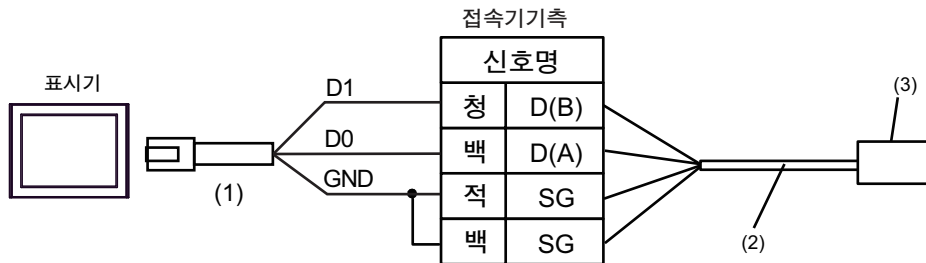 접속기기측
신호명
표시기
(3)
D1
청 D(B)
D0
백 D(A)
GND
적 SG
(1)
백 SG
(2)